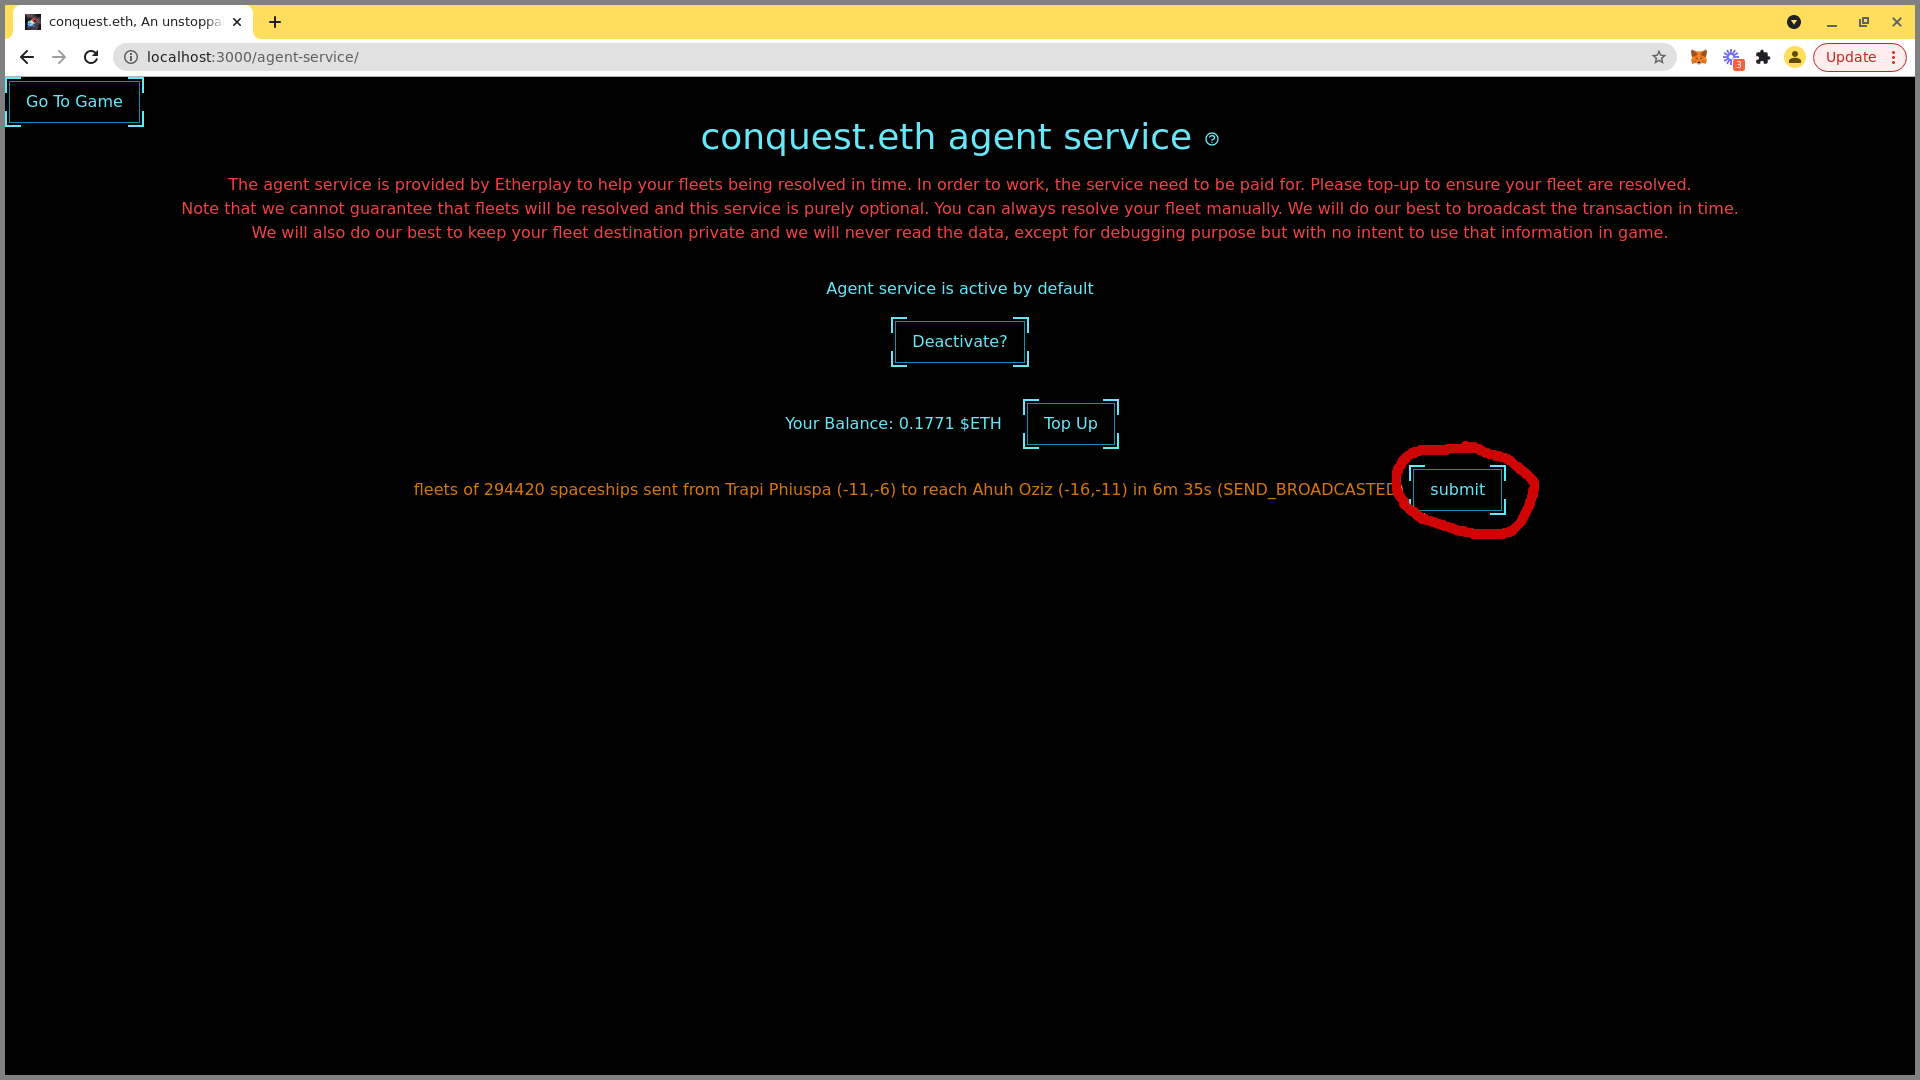 conquest.eth, An unstoppa
localhost:3000/agent-service/
3
Update
Go To Game
conquest.eth agent service ?
The agent service is provided by Etherplay to help your fleets being resolved in time. In order to work, the service need to be paid for. Please top-up to ensure your fleet are resolved.
Note that we cannot guarantee that fleets will be resolved and this service is purely optional. You can always resolve your fleet manually. We will do our best to broadcast the transaction in time.
We will also do our best to keep your fleet destination private and we will never read the data, except for debugging purpose but with no intent to use that information in game.
Agent service is active by default
Deactivate?
Your Balance: 0.1771 $ETH Top Up
fleets of 294420 spaceships sent from Trapi Phiuspa (-11,-6) to reach Ahuh Oziz (-16,-11) in 6m 35s (SEND_BROADCASTED) submit